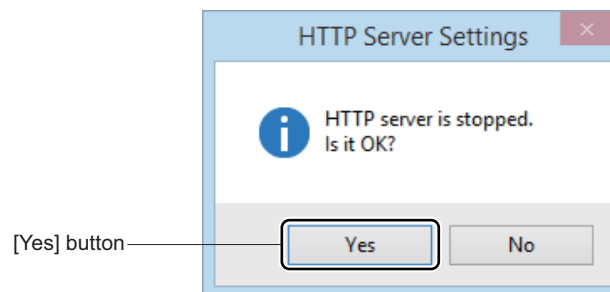 HTTP Server Settings
HTTP server is stopped.
Is it OK?
[Yes] button
Yes
No